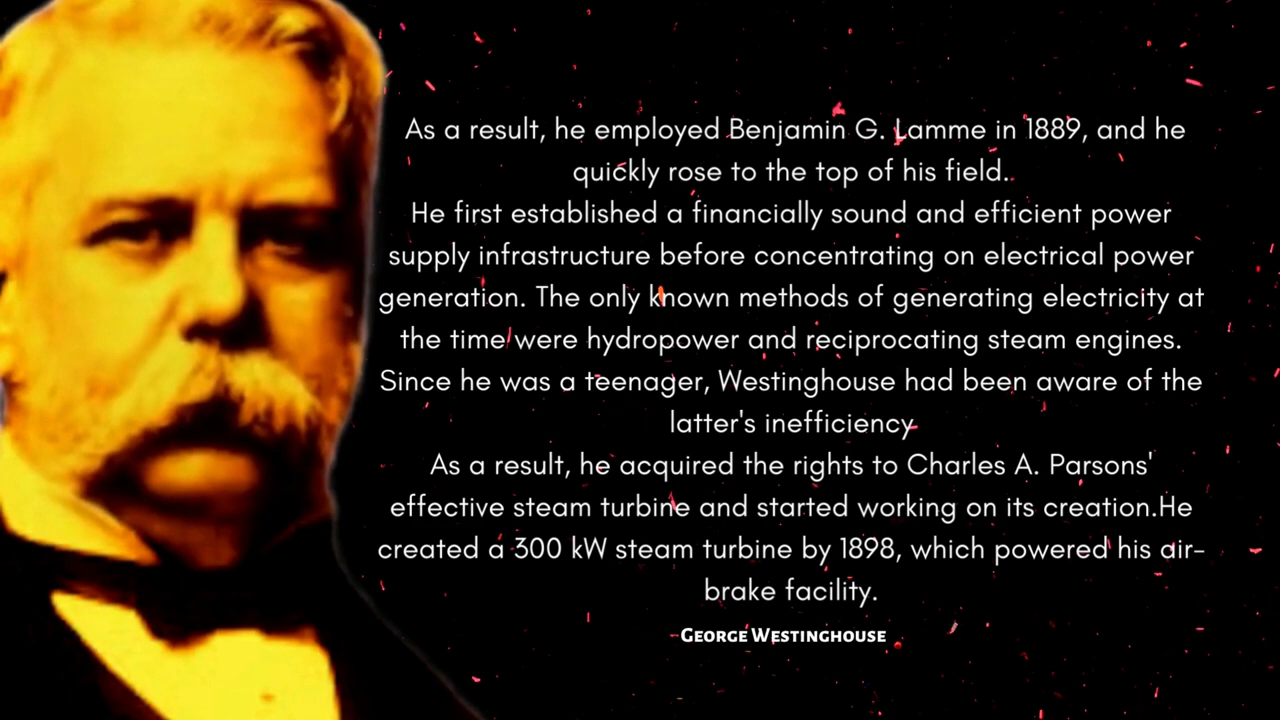 As a result, he employed Benjamin G. Lamme in 1889, and he
quickly rose to the top of his field..
He first established a financially sound and efficient power
supply infrastructure before concentrating on electrical power
generation. The only known methods of generating electricity at
the time were hydropower and reciprocating steam engines.
Since he was a teenager, Westinghouse had been aware of the
latter's inefficiency
As a result, he acquired the rights to Charles A. Parsons'
effective steam turbine and started working on its creation.He
created a 300 kW steam turbine by 1898, which powered his air-
brake facility.
-George Westinghouse